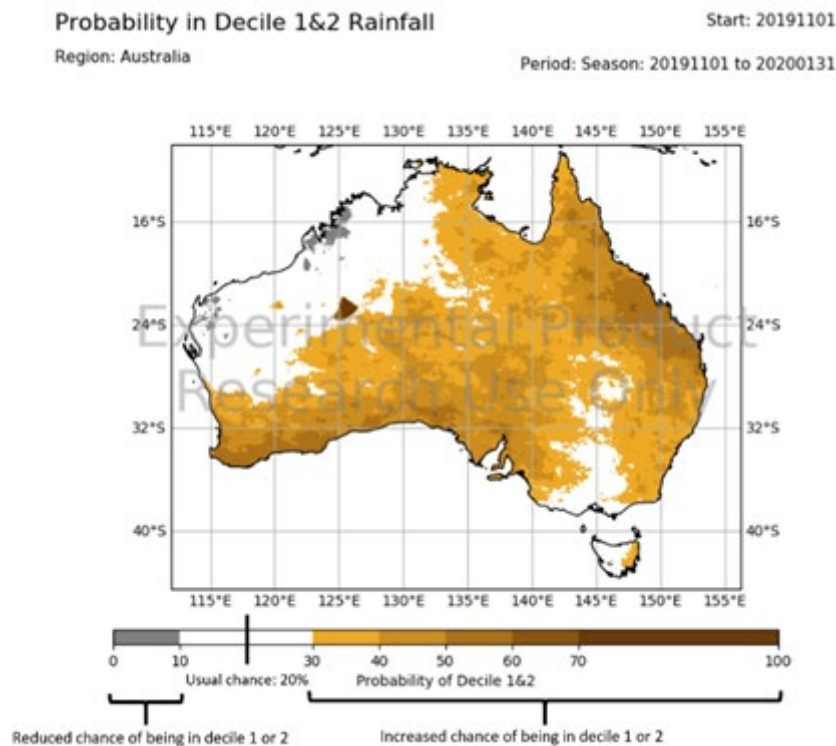 Probability in Decile 1&2 Rainfall
Start: 20191101
Region: Australia
Period: Season: 20191101 to 20200131
115°E 120°E 125°E 130°E 135°E 140°E 145°E 150°E 155°E
16°S 16°S
24°S 24°S
Experimental Product
Research Use Only
32°S 32°S
40°S 40°S
115°E 120°E 125°E 130°E 135°E 140°E 145°E 150°E 155°E
0 10 30 40 50 60 70 100
Usual chance: 20% Probability of Decile 1&2
Reduced chance of being in decile 1 or 2 Increased chance of being in decile 1 or 2